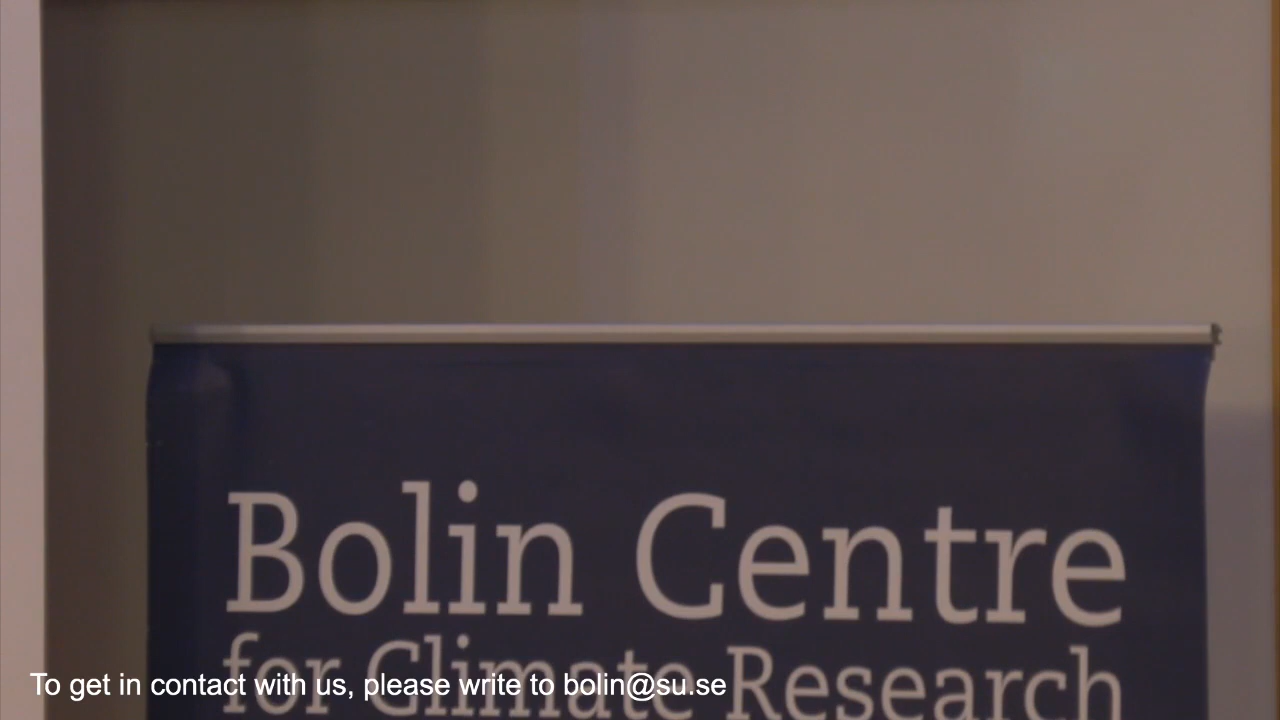 Bolin Centre
for Climate Research
To get in contact with us, please write to bolin@su.se